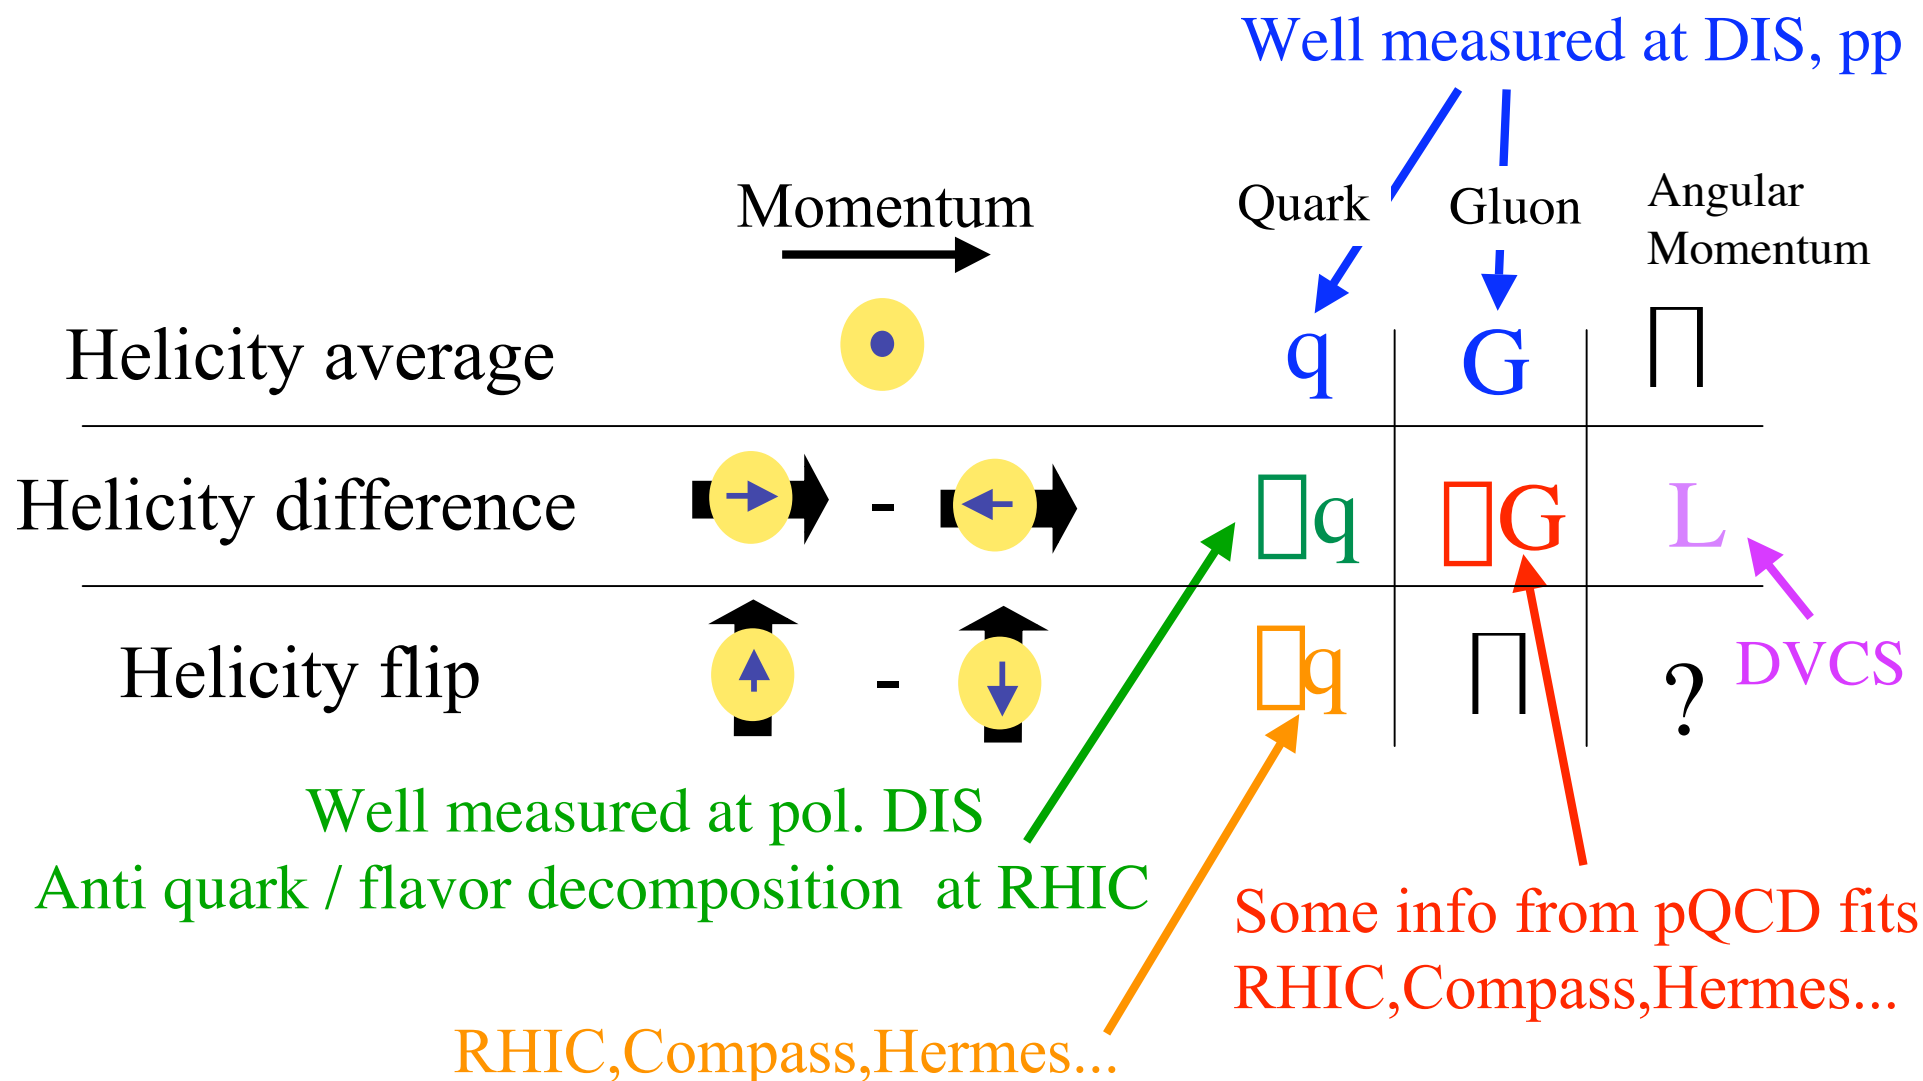 Well measured at DIS, pp
Momentum
Quark
Gluon
Angular
Momentum
Helicity average
q
G
∏
Helicity difference
-
□q
□G
L
Helicity flip
-
□q
∏
?
DVCS
Well measured at pol. DIS
Anti quark / flavor decomposition at RHIC
Some info from pQCD fits
RHIC,Compass,Hermes...
RHIC,Compass,Hermes...